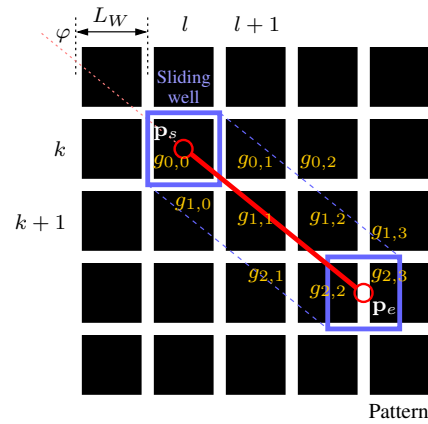 φ L_W l l + 1
Sliding
well
p_s
k g_{0,0} g_{0,1} g_{0,2}
g_{1,0}
k + 1 g_{1,1} g_{1,2} g_{1,3}
g_{2,1} g_{2,2} g_{2,3}
p_e
Pattern